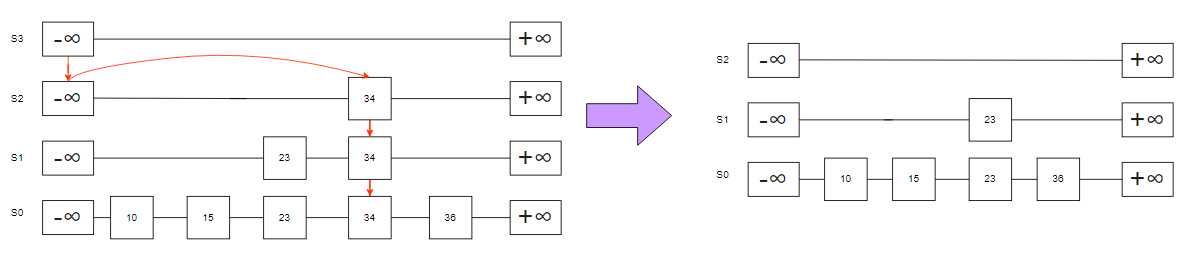 S3 -∞ +∞
S2 -∞ 34 +∞
S1 -∞ 23 34 +∞
S0 -∞ 10 15 23 34 36 +∞
S2 -∞ +∞
S1 -∞ 23 +∞
S0 -∞ 10 15 23 36 +∞